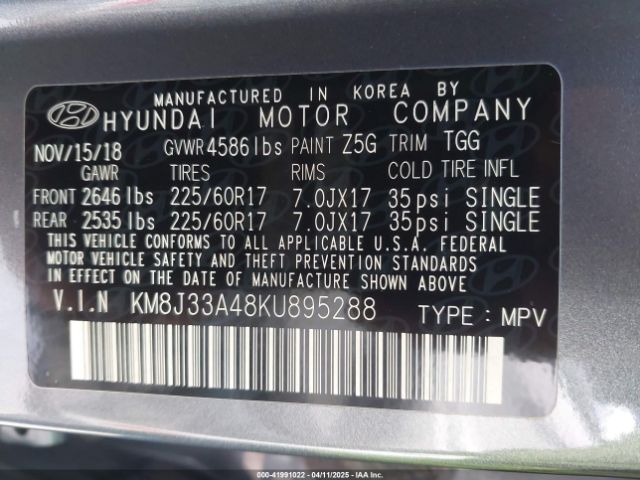 MANUFACTURED IN KOREA BY
HYUNDAI MOTOR COMPANY
NOV/15/18 GVWR 4586 lbs PAINT Z5G TRIM TGG
GAWR TIRES RIMS COLD TIRE INFL
FRONT 2646 lbs 225/60R17 7.0JX17 35psi SINGLE
REAR 2535 lbs 225/60R17 7.0JX17 35psi SINGLE
THIS VEHICLE CONFORMS TO ALL APPLICABLE U.S.A. FEDERAL
MOTOR VEHICLE SAFETY AND THEFT PREVENTION STANDARDS
IN EFFECT ON THE DATE OF MANUFACTURE SHOWN ABOVE.
V.I.N KM8J33A48KU895288 TYPE : MPV
000-41991022 04/11/2025 IAAI.COM